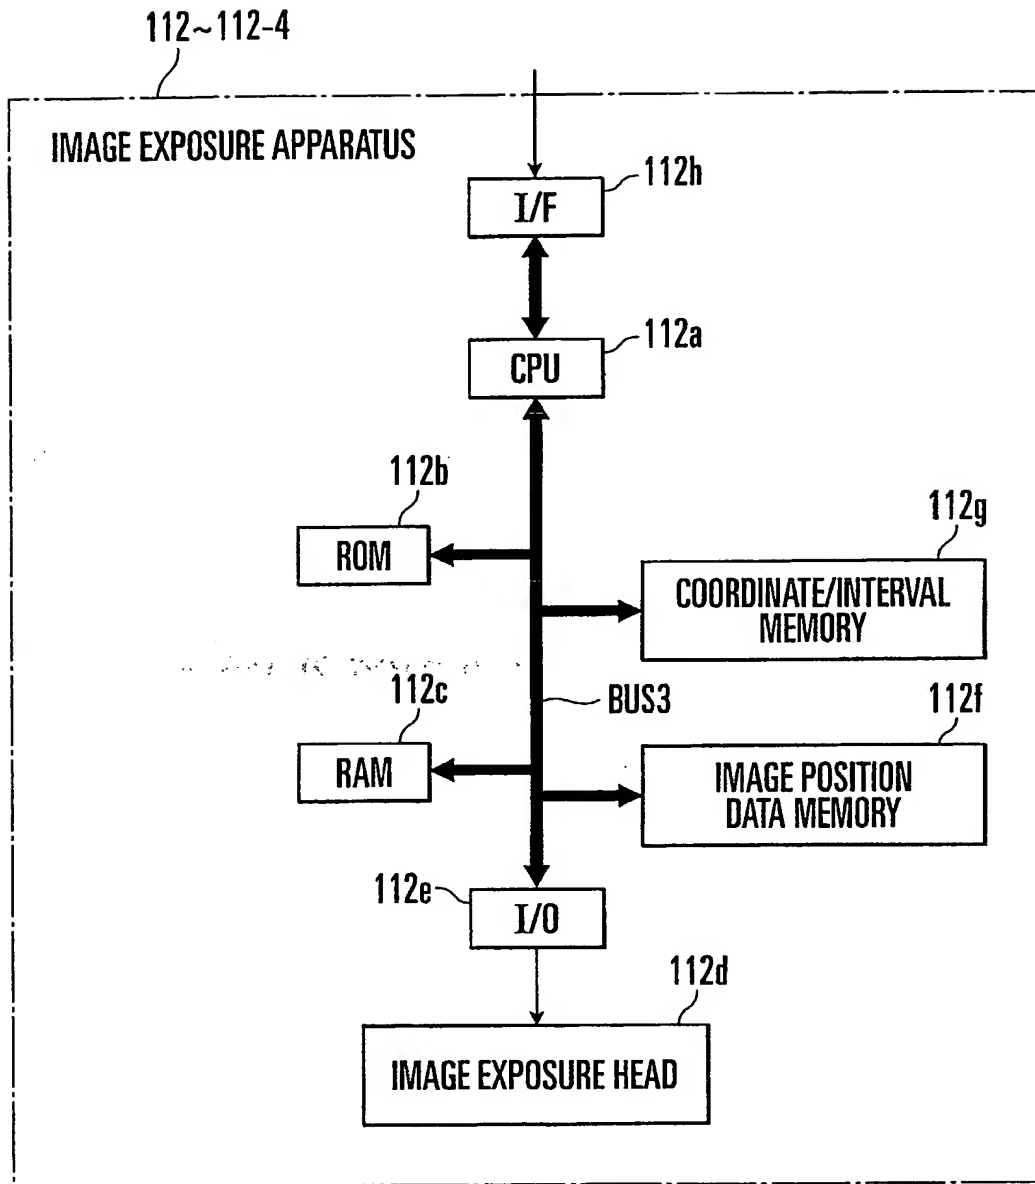 112~112-4
IMAGE EXPOSURE APPARATUS
112h
I/F
112a
CPU
112b
ROM
112g
COORDINATE/INTERVAL
MEMORY
BUS3
112c
RAM
112f
IMAGE POSITION
DATA MEMORY
112e
I/O
112d
IMAGE EXPOSURE HEAD